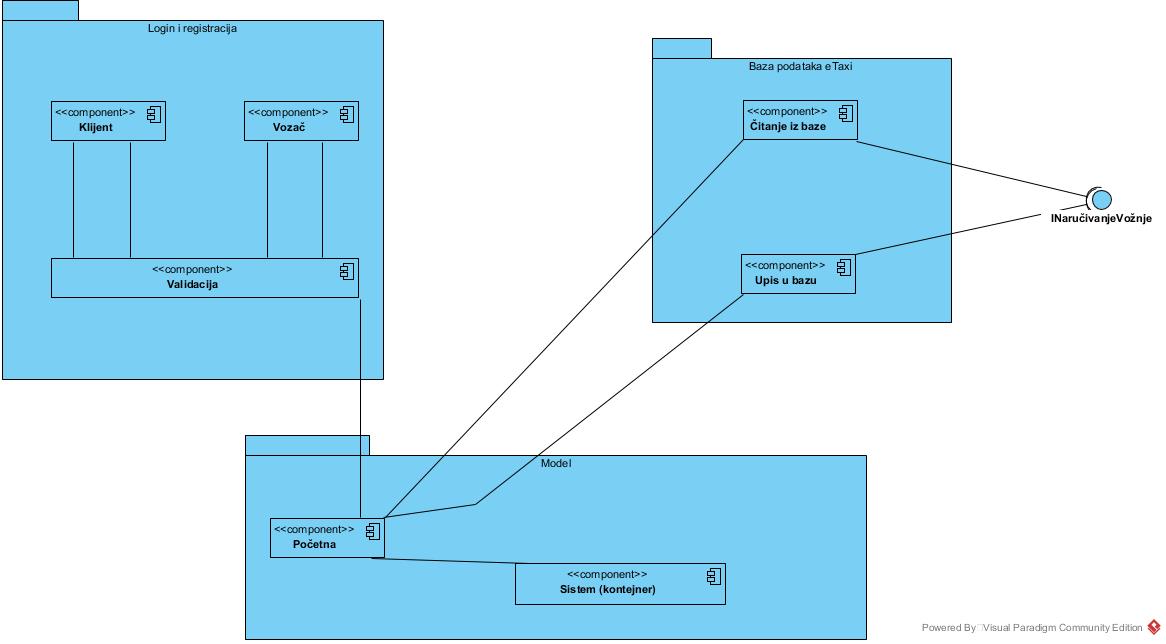 Login i registracija
<<component>>
Klijent
<<component>>
Vozač
<<component>>
Validacija
Baza podataka eTaxi
<<component>>
Čitanje iz baze
<<component>>
Upis u bazu
INaručivanjeVožnje
Model
<<component>>
Početna
<<component>>
Sistem (kontejner)
Powered By Visual Paradigm Community Edition